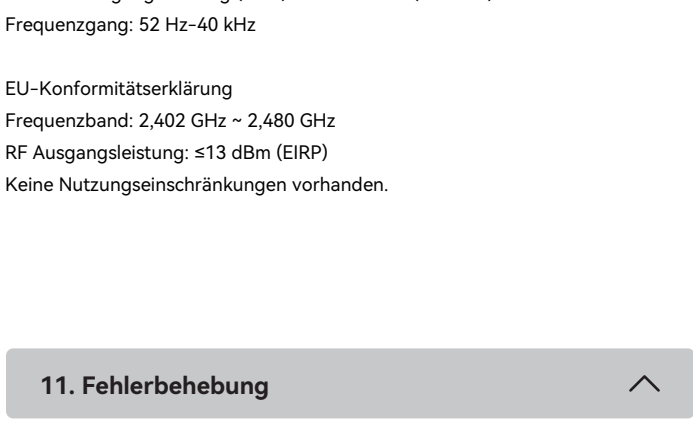 Frequenzgang: 52 Hz-40 kHz
EU-Konformitätserklärung
Frequenzband: 2,402 GHz ~ 2,480 GHz
RF Ausgangsleistung: ≤13 dBm (EIRP)
Keine Nutzungseinschränkungen vorhanden.
11. Fehlerbehebung